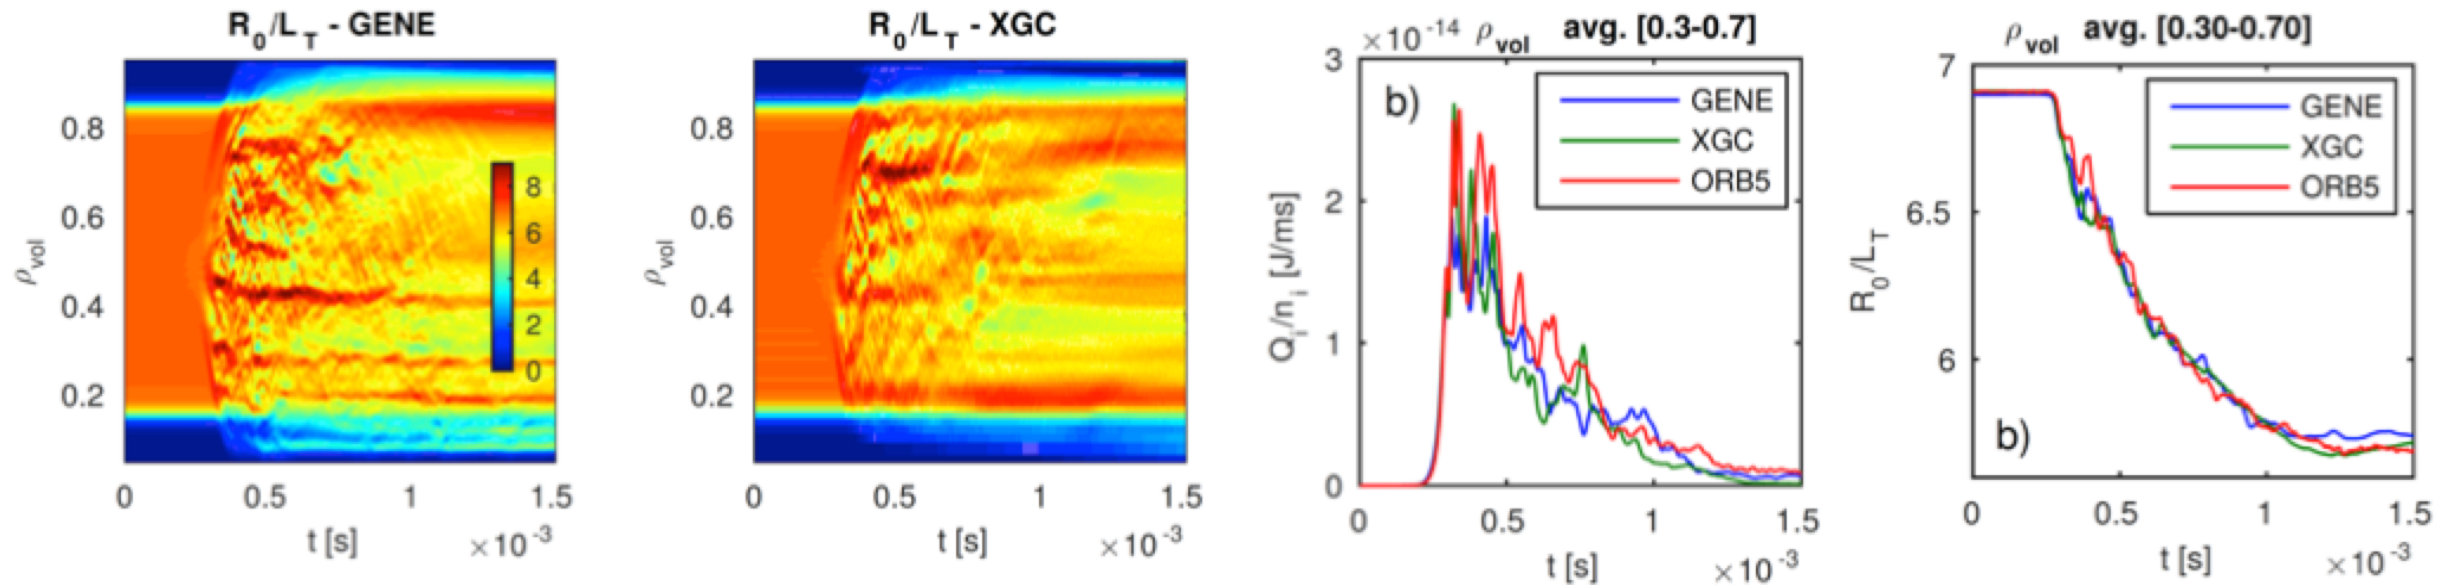 R0/LT - GENE
0.8
0.6
0.4
0.2
ρvol
8
6
4
2
0
0 0.5 1 1.5
t [s] ×10-3
R0/LT - XGC
0.8
0.6
0.4
0.2
ρvol
0 0.5 1 1.5
t [s] ×10-3
×10-14 ρvol avg. [0.3-0.7]
3
2
1
0
Qi/ni [J/ms]
b)
GENE
XGC
ORB5
0 0.5 1 1.5
t [s] ×10-3
ρvol avg. [0.30-0.70]
7
6.5
6
R0/LT
GENE
XGC
ORB5
b)
0 0.5 1 1.5
t [s] ×10-3